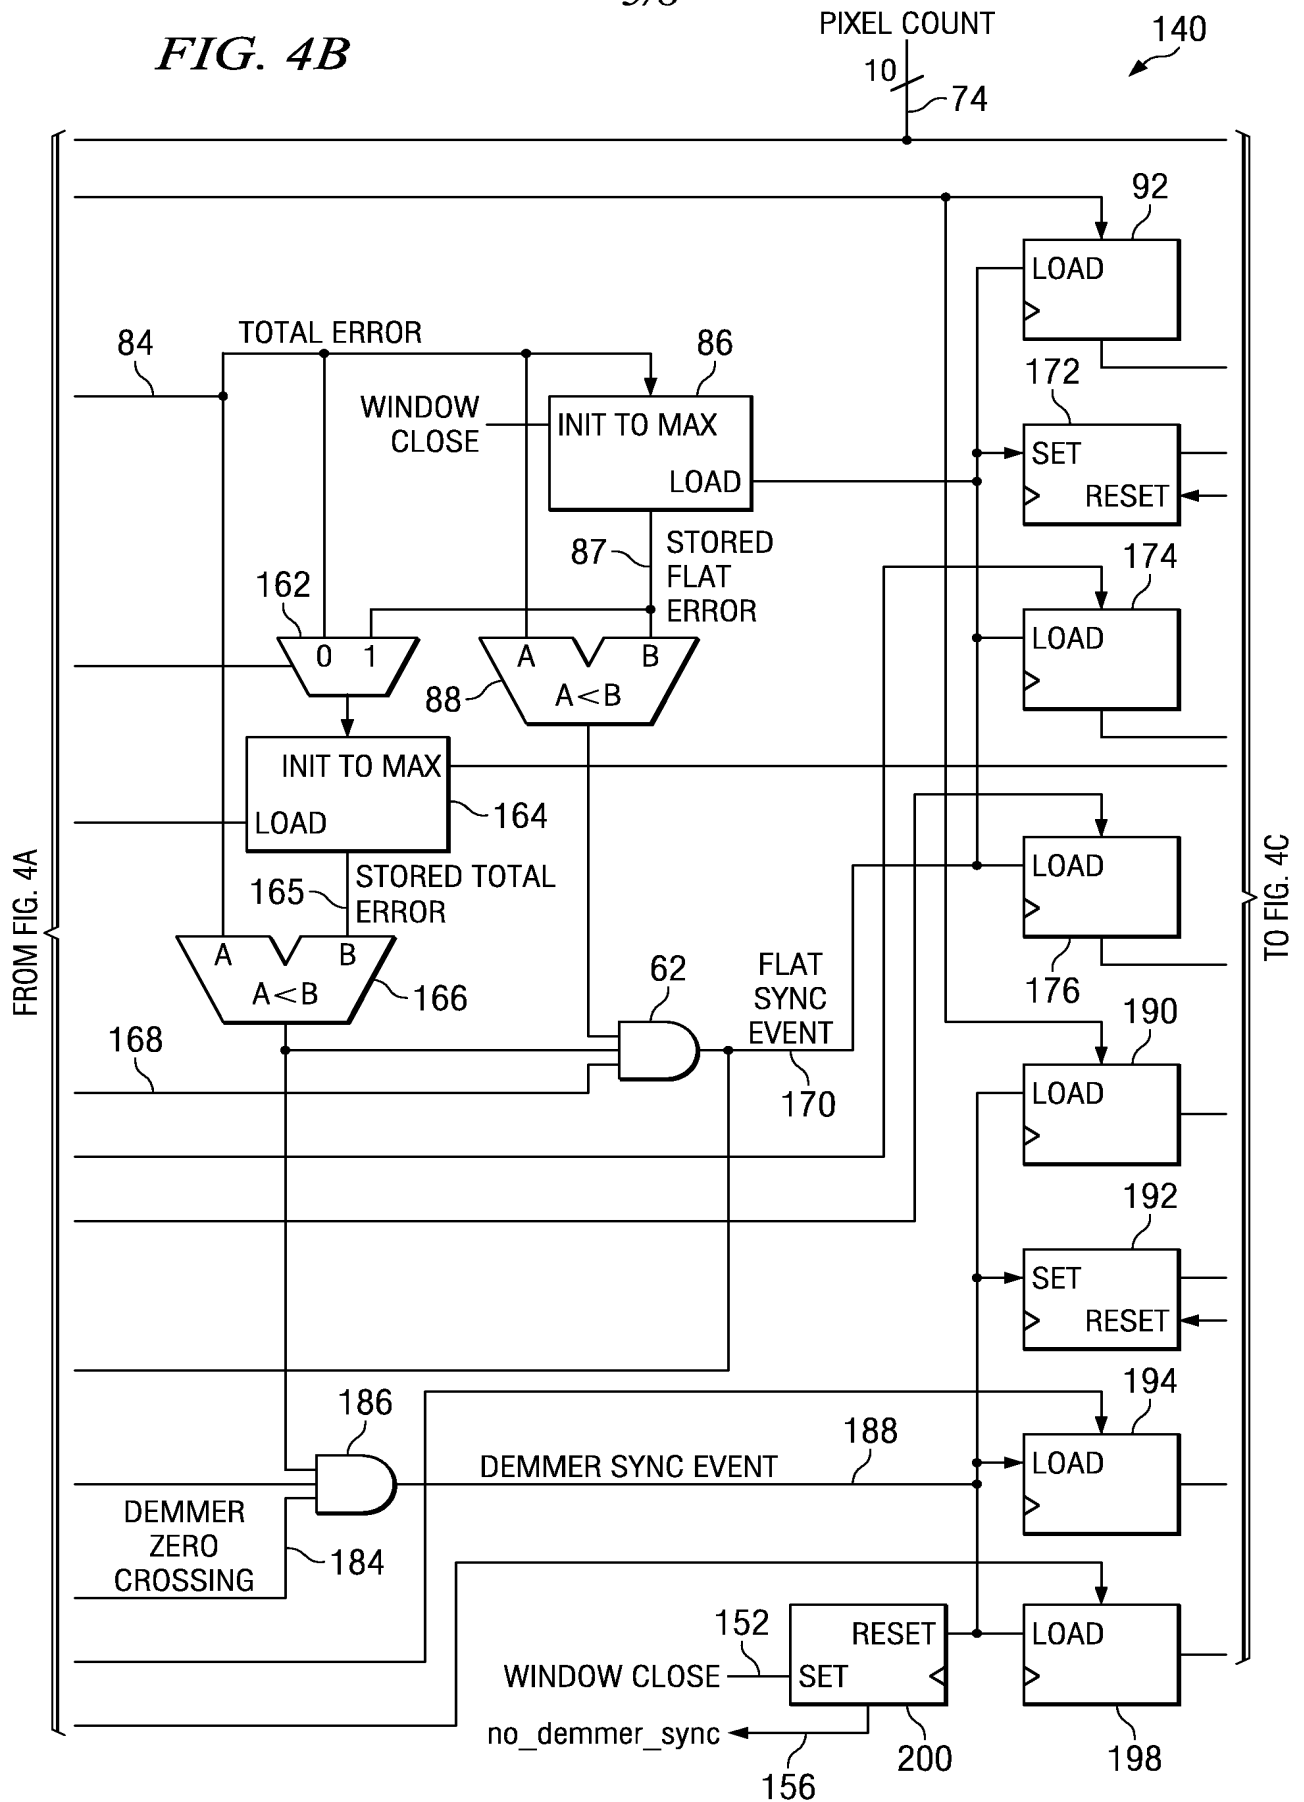 FIG. 4B
PIXEL COUNT
140
10
74
92
LOAD
84
TOTAL ERROR
86
172
WINDOW
CLOSE
INIT TO MAX
LOAD
SET
RESET
87
STORED
FLAT
ERROR
174
162
0 1
A B
A<B
88
LOAD
INIT TO MAX
LOAD
164
165
STORED TOTAL
ERROR
LOAD
176
FROM FIG. 4A
TO FIG. 4C
A B
A<B
166
62
FLAT
SYNC
EVENT
170
190
168
LOAD
192
SET
RESET
186
194
DEMMER SYNC EVENT
188
LOAD
DEMMER
ZERO
CROSSING
184
152
WINDOW CLOSE
RESET
SET
LOAD
no_demmer_sync
156
200
198